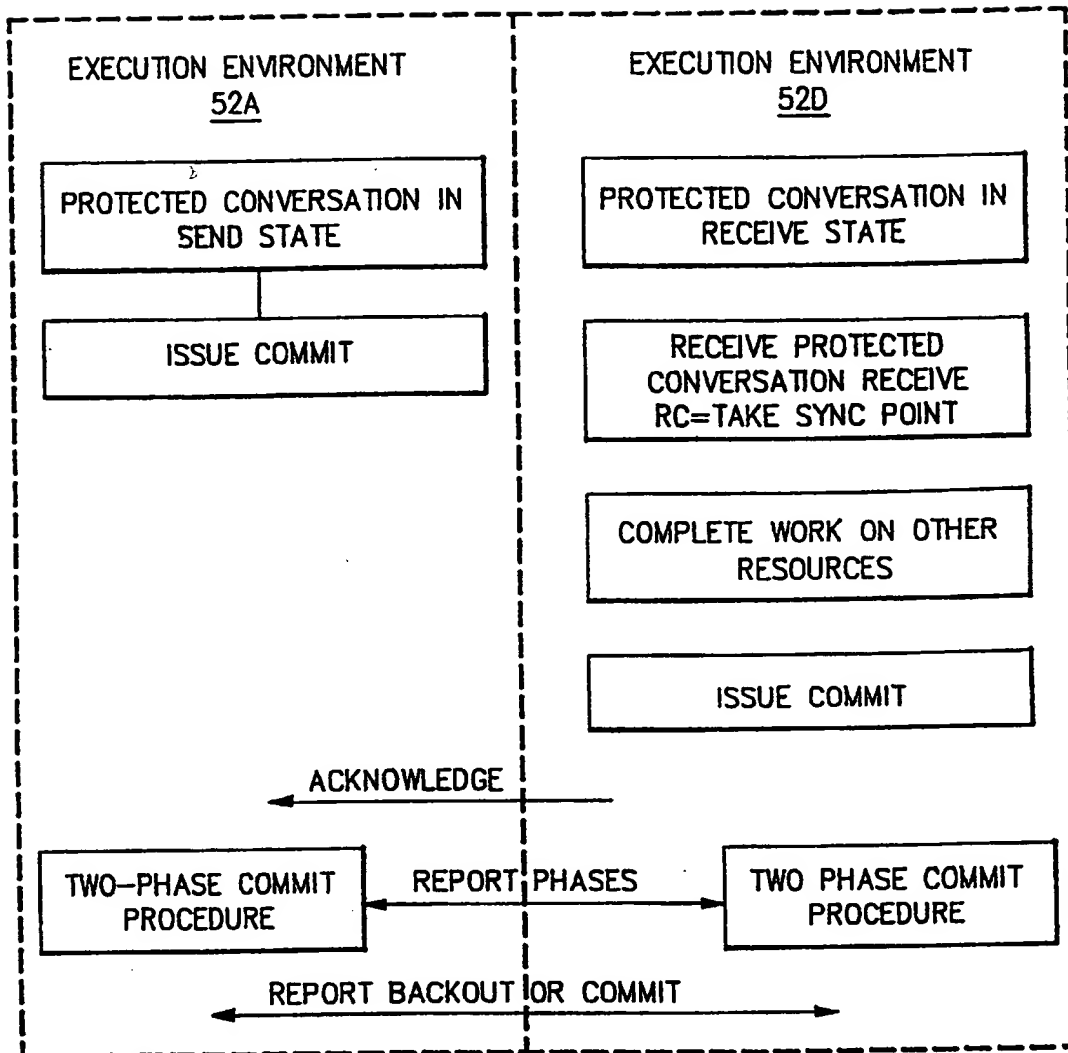 EXECUTION ENVIRONMENT
52A
PROTECTED CONVERSATION IN
SEND STATE
ISSUE COMMIT
EXECUTION ENVIRONMENT
52D
PROTECTED CONVERSATION IN
RECEIVE STATE
RECEIVE PROTECTED
CONVERSATION RECEIVE
RC=TAKE SYNC POINT
COMPLETE WORK ON OTHER
RESOURCES
ISSUE COMMIT
ACKNOWLEDGE
TWO-PHASE COMMIT
PROCEDURE
REPORT PHASES
TWO PHASE COMMIT
PROCEDURE
REPORT BACKOUT OR COMMIT